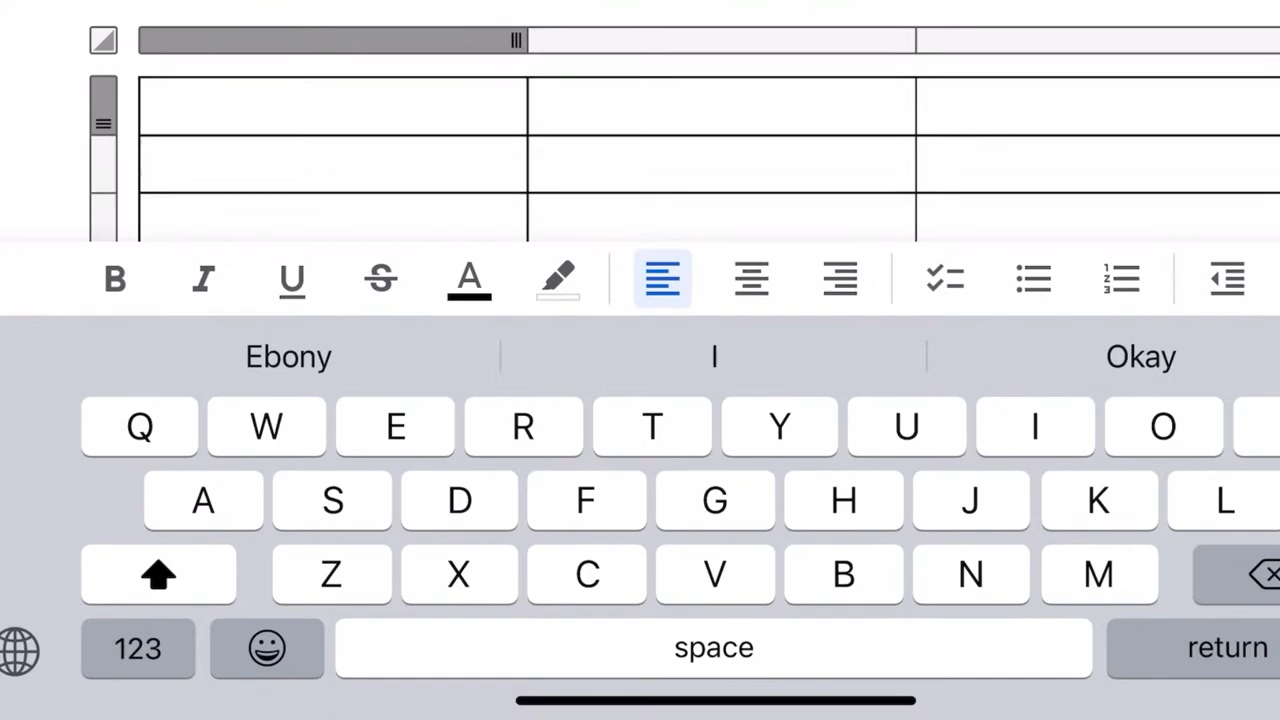 B I U S A
Ebony I Okay
Q W E R T Y U I O
A S D F G H J K L
Z X C V B N M
123 space return